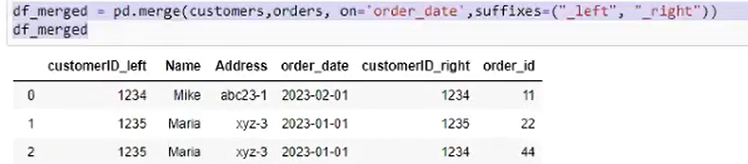 df_merged = pd.merge(customers,orders, on='order_date',suffixes=("_left", "_right"))
df_merged
customerID_left Name Address order_date customerID_right order_id
0 1234 Mike abc23-1 2023-02-01 1234 11
1 1235 Maria xyz-3 2023-01-01 1235 22
2 1235 Maria xyz-3 2023-01-01 1234 44